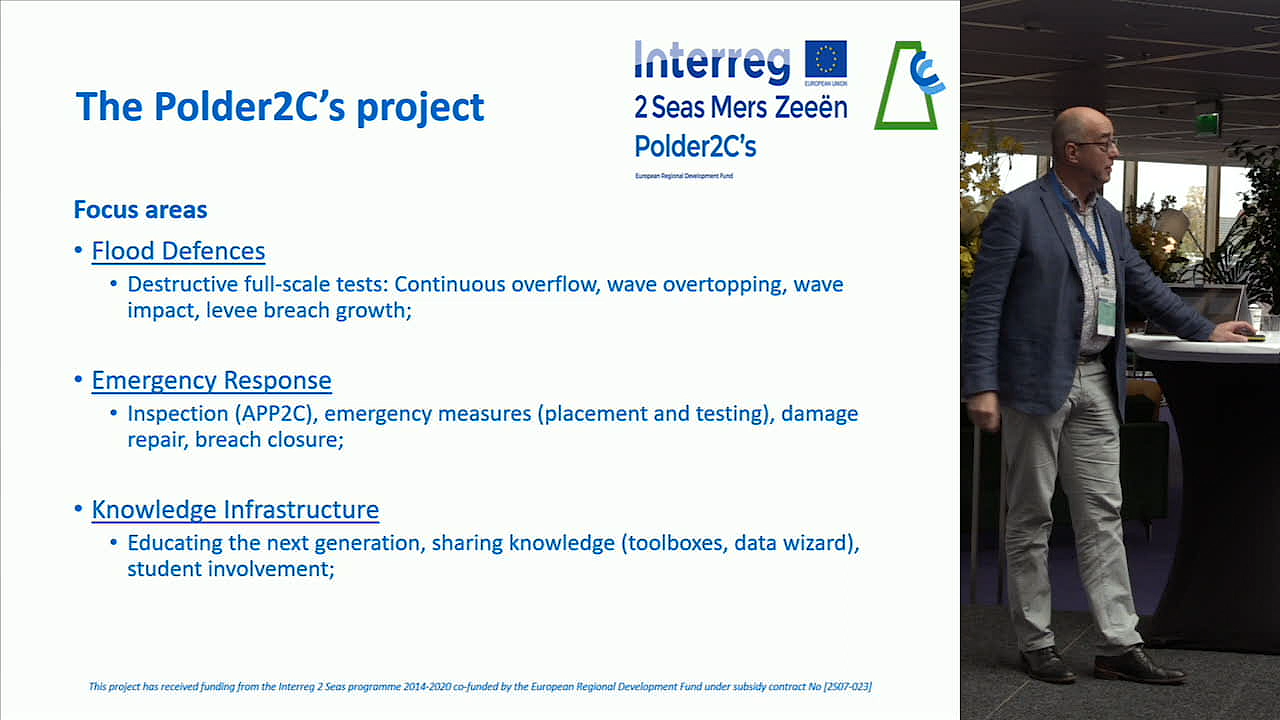 The Polder2C's project
Interreg
EUROPEAN UNION
2 Seas Mers Zeeën
Polder2C's
European Regional Development Fund
Focus areas
• Flood Defences
• Destructive full-scale tests: Continuous overflow, wave overtopping, wave
impact, levee breach growth;
• Emergency Response
• Inspection (APP2C), emergency measures (placement and testing), damage
repair, breach closure;
• Knowledge Infrastructure
• Educating the next generation, sharing knowledge (toolboxes, data wizard),
student involvement;
This project has received funding from the Interreg 2 Seas programme 2014-2020 co-funded by the European Regional Development Fund under subsidy contract No [2S07-023]